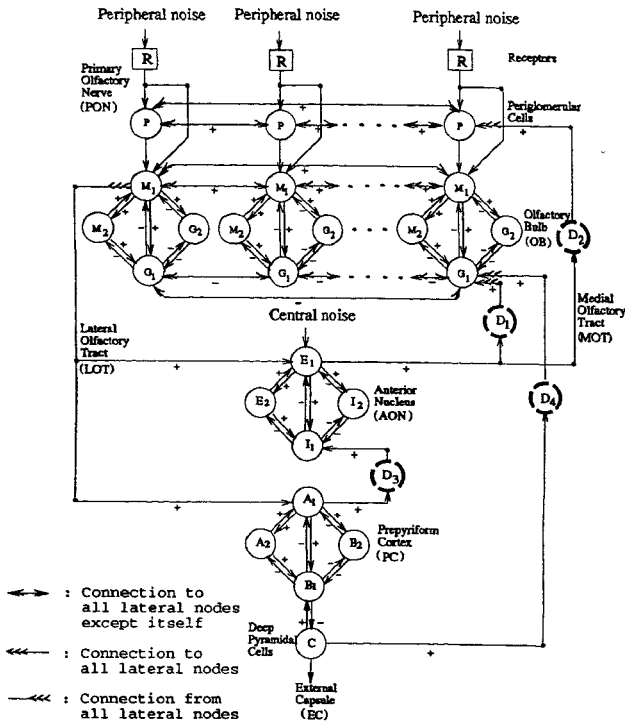 Peripheral noise Peripheral noise Peripheral noise
R R R
Receptors
Primary
Olfactory
Nerve
(PON)
Periglomerular
Cells
P P P
+ + +
M1 M1 M1
+ +
M2 G2 M2 G2 M2 G2
Olfactory
Bulb
(OB)
D2
G1 G1 G1
- -
+ +
Central noise
D1
Medial
Olfactory
Tract
(MOT)
Lateral
Olfactory
Tract
(LOT)
+ E1 +
E2 I2
Anterior
Nucleus
(AON)
D4
I1
+
D3
+ A1 +
A2 B2
Prepyriform
Cortex
(PC)
B1
+ -
Deep
Pyramidal
Cells
C
+
External
Capsule
(EC)
: Connection to
all lateral nodes
except itself
: Connection to
all lateral nodes
: Connection from
all lateral nodes